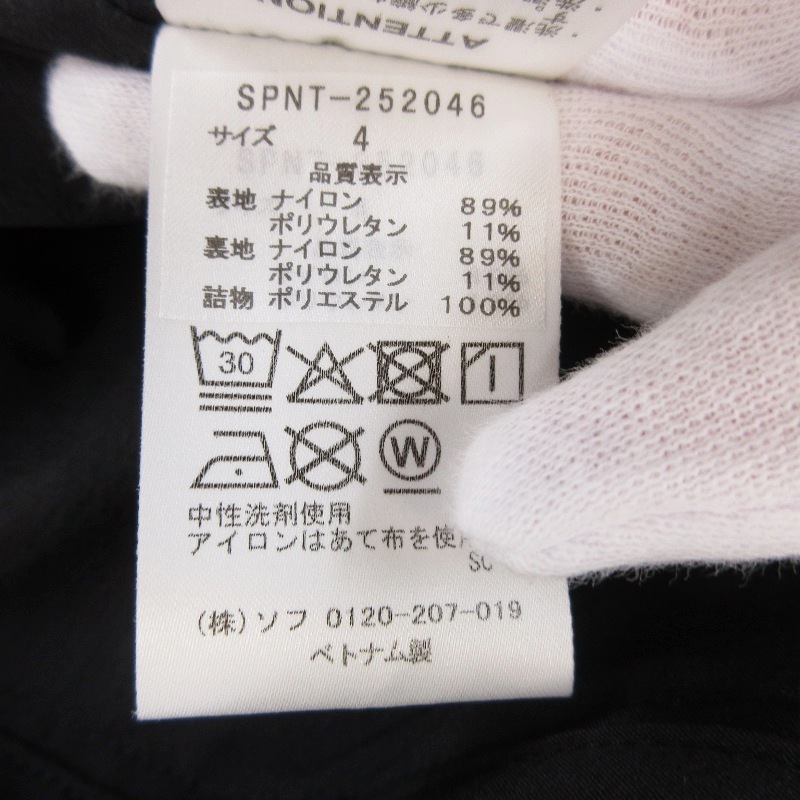 ATTENTION
SPNT-252046
サイズ 4
品質表示
表地 ナイロン 89%
ポリウレタン 11%
裏地 ナイロン 89%
ポリウレタン 11%
詰物 ポリエステル 100%
30
W
中性洗剤使用
アイロンはあて布を使
SC
(株)ソフ 0120-207-019
ベトナム製